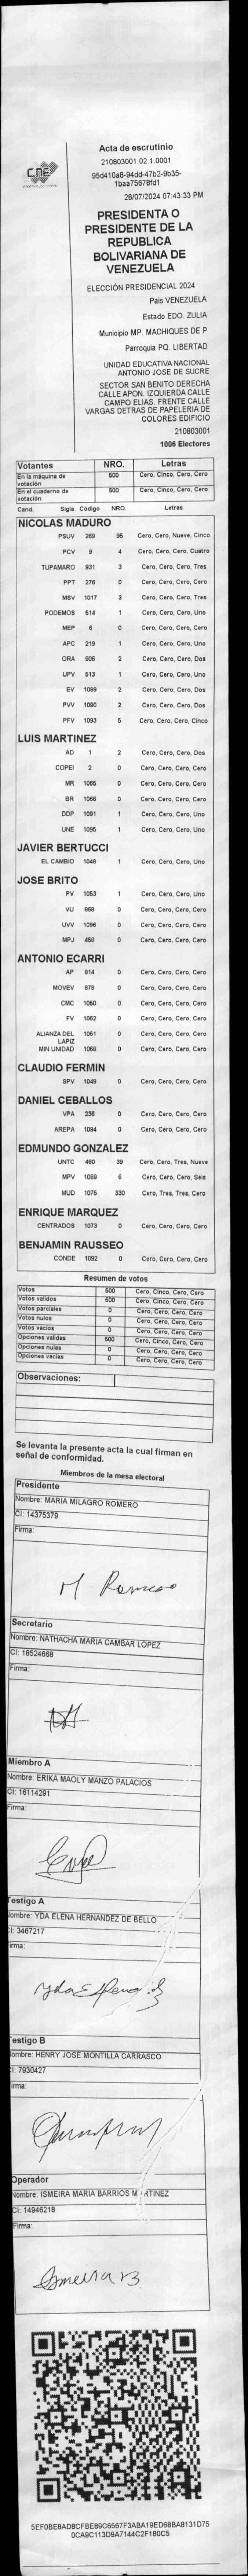 CNE
Acta de escrutinio
210803001.02.1.0001
95d410a8-94dd-47b2-9b35-
1baa75678fd1
28/07/2024 07:43:33 PM
PRESIDENTA O
PRESIDENTE DE LA
REPUBLICA
BOLIVARIANA DE
VENEZUELA
ELECCIÓN PRESIDENCIAL 2024
Pais VENEZUELA
Estado EDO. ZULIA
Municipio MP. MACHIQUES DE P
Parroquia PQ. LIBERTAD
UNIDAD EDUCATIVA NACIONAL
ANTONIO JOSE DE SUCRE
SECTOR SAN BENITO DERECHA
CALLE APON. IZQUIERDA CALLE
CAMPO ELIAS. FRENTE CALLE
VARGAS DETRAS DE PAPELERIA DE
COLORES EDIFICIO
210803001
1006 Electores
Votantes NRO. Letras
En la máquina de votación 500 Cero, Cinco, Cero, Cero
En el cuaderno de votación 500 Cero, Cinco, Cero, Cero
Cand. Sigla Código NRO. Letras
NICOLAS MADURO
PSUV 269 95 Cero, Cero, Nueve, Cinco
PCV 9 4 Cero, Cero, Cero, Cuatro
TUPAMARO 931 3 Cero, Cero, Cero, Tres
PPT 276 0 Cero, Cero, Cero, Cero
MSV 1017 3 Cero, Cero, Cero, Tres
PODEMOS 514 1 Cero, Cero, Cero, Uno
MEP 6 0 Cero, Cero, Cero, Cero
APC 219 1 Cero, Cero, Cero, Uno
ORA 906 2 Cero, Cero, Cero, Dos
UPV 513 1 Cero, Cero, Cero, Uno
EV 1089 2 Cero, Cero, Cero, Dos
PVV 1090 2 Cero, Cero, Cero, Dos
PFV 1093 5 Cero, Cero, Cero, Cinco
LUIS MARTINEZ
AD 1 2 Cero, Cero, Cero, Dos
COPEI 2 0 Cero, Cero, Cero, Cero
MR 1065 0 Cero, Cero, Cero, Cero
BR 1066 0 Cero, Cero, Cero, Cero
DDP 1091 1 Cero, Cero, Cero, Uno
UNE 1095 1 Cero, Cero, Cero, Uno
JAVIER BERTUCCI
EL CAMBIO 1048 1 Cero, Cero, Cero, Uno
JOSE BRITO
PV 1053 1 Cero, Cero, Cero, Uno
VU 868 0 Cero, Cero, Cero, Cero
UVV 1096 0 Cero, Cero, Cero, Cero
MPJ 458 0 Cero, Cero, Cero, Cero
ANTONIO ECARRI
AP 814 0 Cero, Cero, Cero, Cero
MOVEV 878 0 Cero, Cero, Cero, Cero
CMC 1050 0 Cero, Cero, Cero, Cero
FV 1052 0 Cero, Cero, Cero, Cero
ALIANZA DEL LAPIZ 1051 0 Cero, Cero, Cero, Cero
MIN UNIDAD 1068 0 Cero, Cero, Cero, Cero
CLAUDIO FERMIN
SPV 1049 0 Cero, Cero, Cero, Cero
DANIEL CEBALLOS
VPA 236 0 Cero, Cero, Cero, Cero
AREPA 1094 0 Cero, Cero, Cero, Cero
EDMUNDO GONZALEZ
UNTC 460 39 Cero, Cero, Tres, Nueve
MPV 1069 6 Cero, Cero, Cero, Seis
MUD 1075 330 Cero, Tres, Tres, Cero
ENRIQUE MARQUEZ
CENTRADOS 1073 0 Cero, Cero, Cero, Cero
BENJAMIN RAUSSEO
CONDE 1092 0 Cero, Cero, Cero, Cero
Resumen de votos
Votos 500 Cero, Cinco, Cero, Cero
Votos validos 500 Cero, Cinco, Cero, Cero
Votos parciales 0 Cero, Cero, Cero, Cero
Votos nulos 0 Cero, Cero, Cero, Cero
Votos vacios 0 Cero, Cero, Cero, Cero
Opciones validas 500 Cero, Cinco, Cero, Cero
Opciones nulas 0 Cero, Cero, Cero, Cero
Opciones vacias 0 Cero, Cero, Cero, Cero
Observaciones:
Se levanta la presente acta la cual firman en
señal de conformidad.
Miembros de la mesa electoral
Presidente
Nombre: MARIA MILAGRO ROMERO
CI: 14375379
Firma:
M Romero
Secretario
Nombre: NATHACHA MARIA CAMBAR LOPEZ
CI: 18524668
Firma:
Miembro A
Nombre: ERIKA MAOLY MANZO PALACIOS
CI: 16114291
Firma:
Testigo A
Nombre: YDA ELENA HERNANDEZ DE BELLO
CI: 3467217
Firma:
Testigo B
Nombre: HENRY JOSE MONTILLA CARRASCO
CI: 7930427
Firma:
Operador
Nombre: ISMEIRA MARIA BARRIOS MARTINEZ
CI: 14946218
Firma:
Ismeira B
5EF0BE8AD8CFBE89C6567F3ABA19ED68BA8131D75
0CA9C113D9A7144C2F180C5